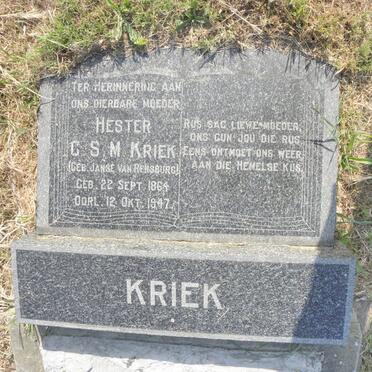 TER HERINNERING AAN
ONS DIERBARE MOEDER
HESTER
C. S. M. KRIEK
(GEB. JANSE VAN RENSBURG)
GEB. 22 SEPT. 1864
OORL. 12 OKT. 1947.
RUS SAG LIEWE MOEDER,
ONS GUN JOU DIE RUS
EENS ONTMOET ONS WEER
AAN DIE HEMELSE KUS.
KRIEK